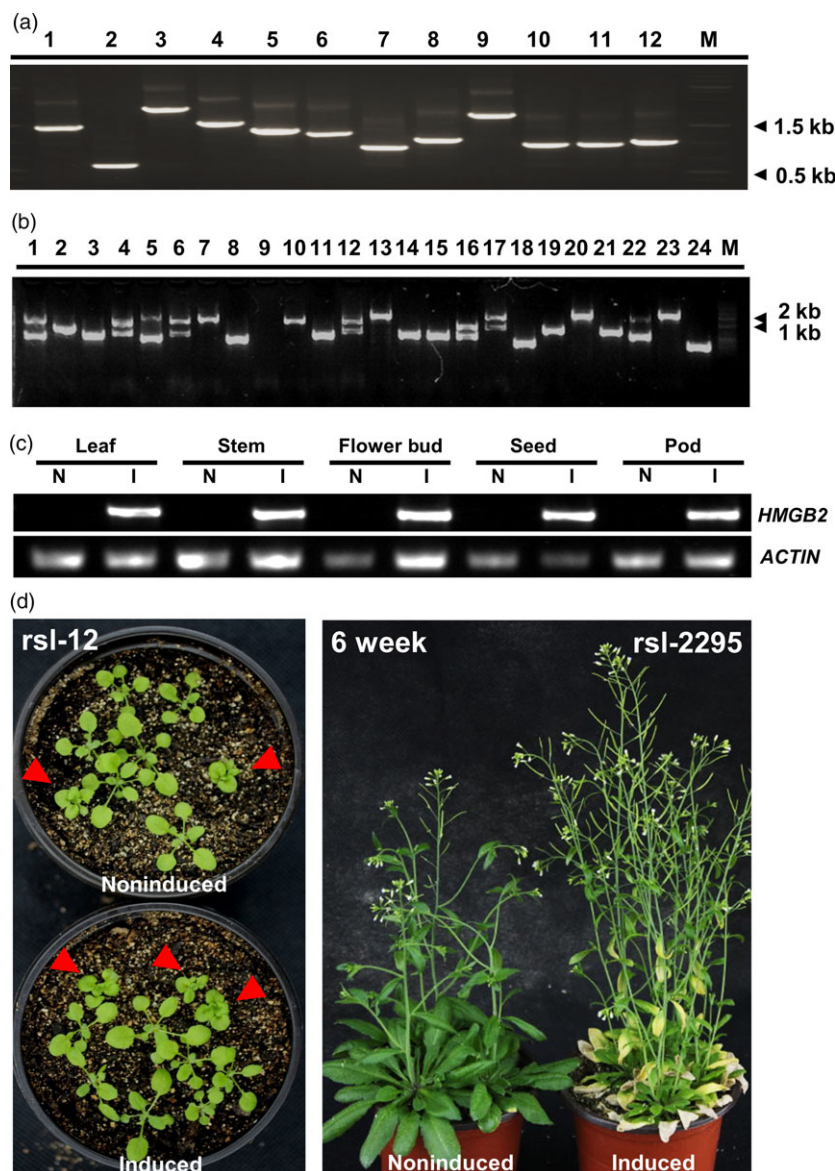 (a)
1 2 3 4 5 6 7 8 9 10 11 12 M
1.5 kb
0.5 kb
(b)
1 2 3 4 5 6 7 8 9 10 11 12 13 14 15 16 17 18 19 20 21 22 23 24 M
2 kb
1 kb
(c)
Leaf Stem Flower bud Seed Pod
N I N I N I N I N I
HMGB2
ACTIN
(d)
rsl-12
Noninduced
Induced
6 week rsl-2295
Noninduced Induced